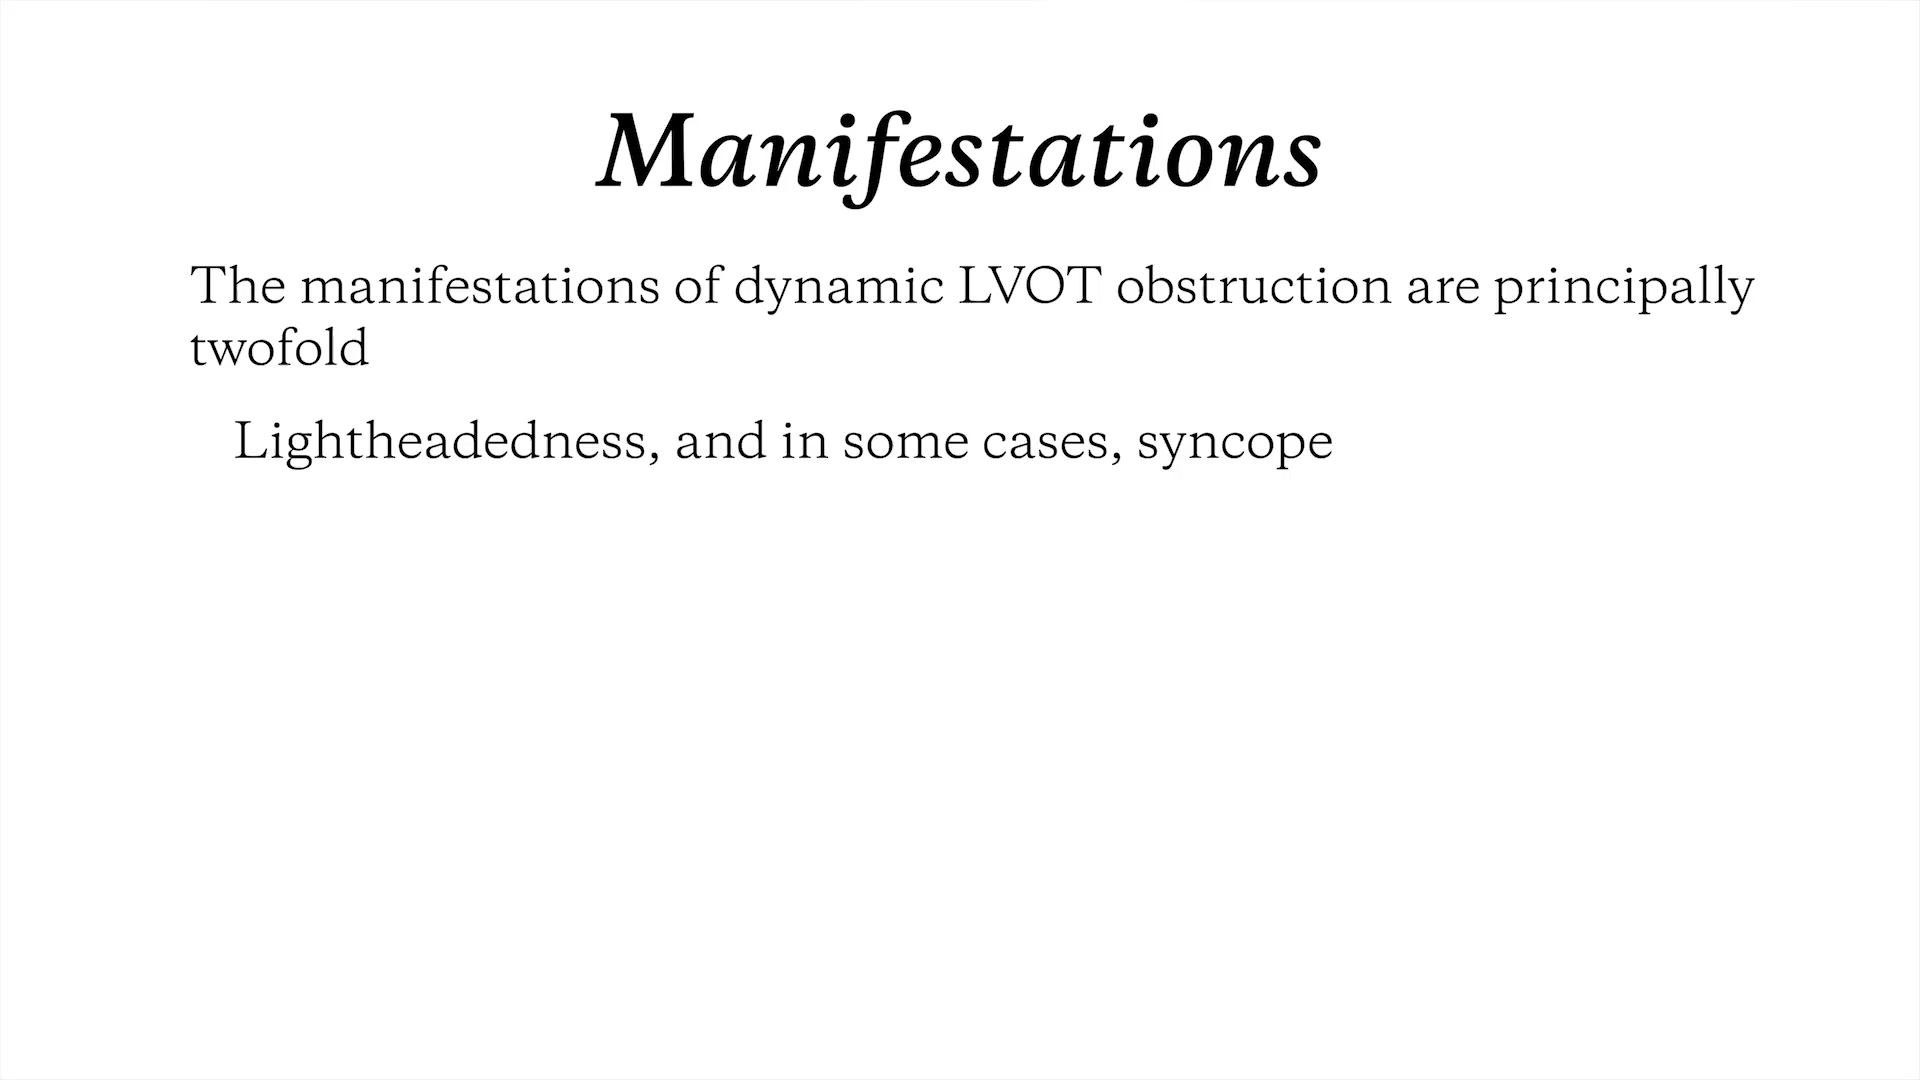 Manifestations
The manifestations of dynamic LVOT obstruction are principally
twofold
Lightheadedness, and in some cases, syncope